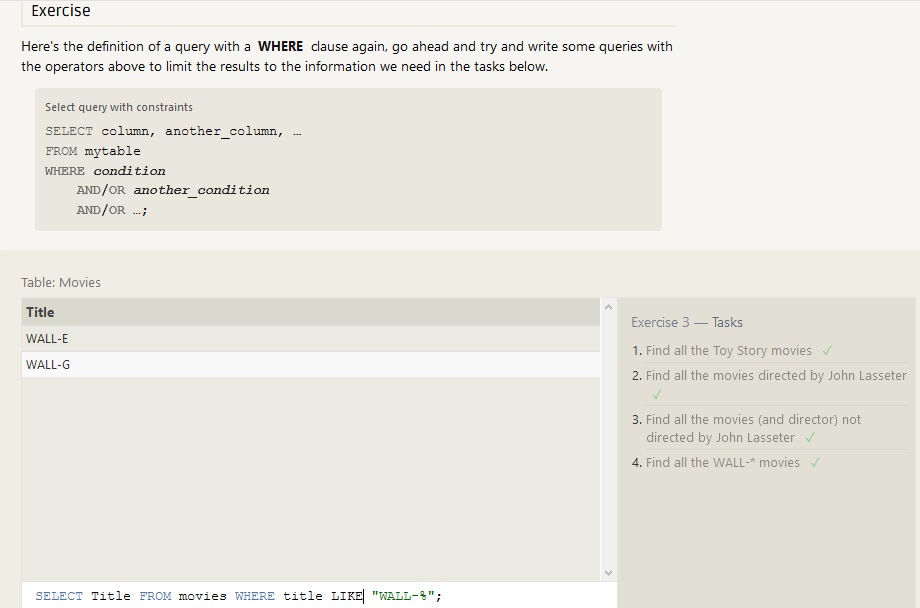 Exercise
Here's the definition of a query with a WHERE clause again, go ahead and try and write some queries with
the operators above to limit the results to the information we need in the tasks below.
Select query with constraints
SELECT column, another_column, …
FROM mytable
WHERE condition
AND/OR another_condition
AND/OR …;
Table: Movies
Title
WALL-E
WALL-G
Exercise 3 — Tasks
1. Find all the Toy Story movies ✓
2. Find all the movies directed by John Lasseter
✓
3. Find all the movies (and director) not
directed by John Lasseter ✓
4. Find all the WALL-* movies ✓
SELECT Title FROM movies WHERE title LIKE "WALL-%";